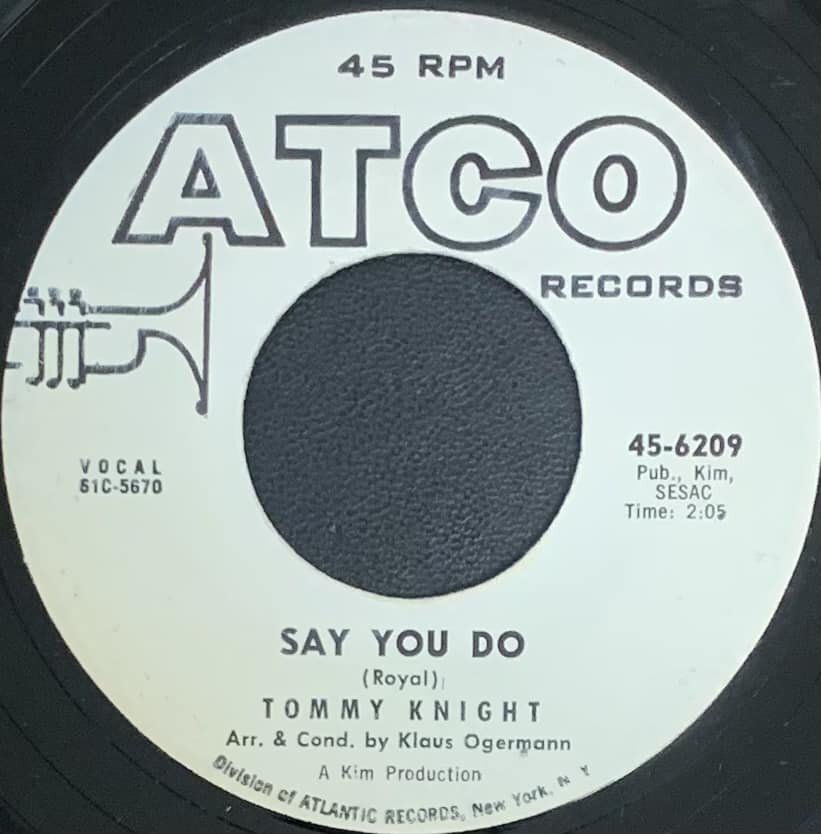 45 RPM
ATCO
RECORDS
VOCAL
61C-5670
45-6209
Pub., Kim,
SESAC
Time: 2:05
SAY YOU DO
(Royal)
TOMMY KNIGHT
Arr. & Cond. by Klaus Ogermann
A Kim Production
Division of ATLANTIC RECORDS, New York, N Y